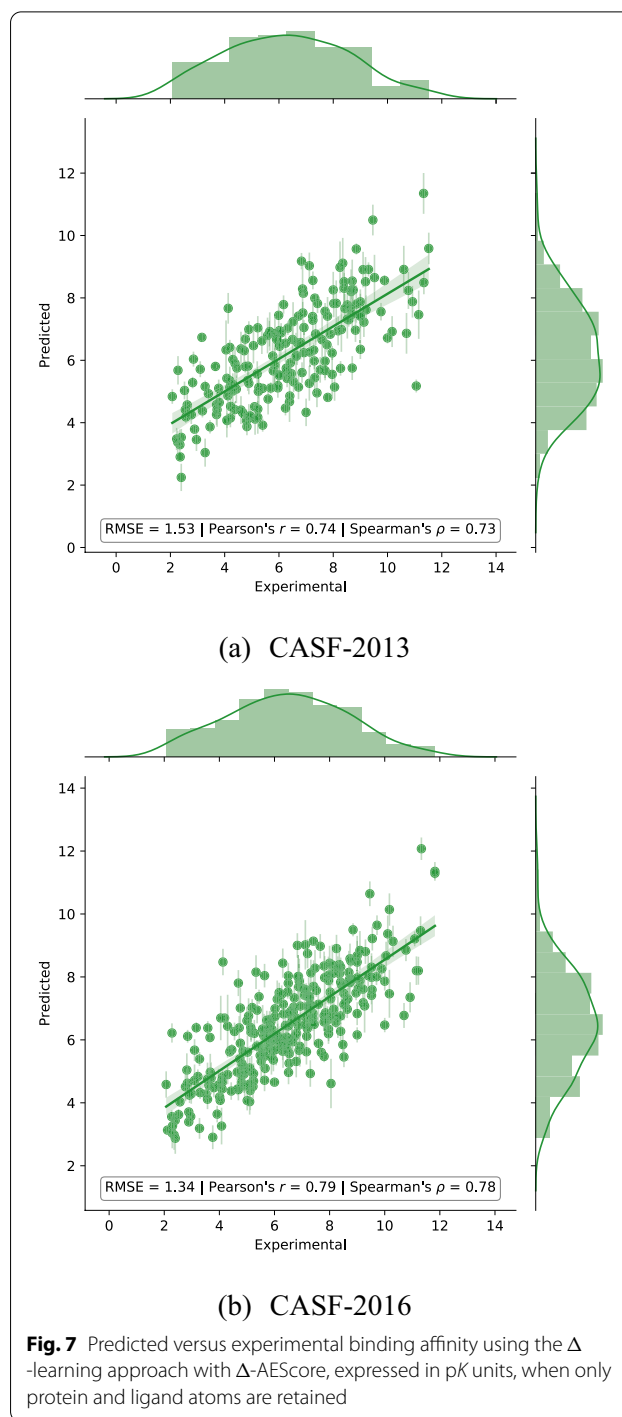 12
10
8
6
4
2
0
Predicted
RMSE = 1.53 | Pearson's r = 0.74 | Spearman's ρ = 0.73
0 2 4 6 8 10 12 14
Experimental
(a) CASF-2013
14
12
10
8
6
4
2
Predicted
RMSE = 1.34 | Pearson's r = 0.79 | Spearman's ρ = 0.78
0 2 4 6 8 10 12 14
Experimental
(b) CASF-2016
Fig. 7 Predicted versus experimental binding affinity using the Δ
-learning approach with Δ-AEScore, expressed in pK units, when only
protein and ligand atoms are retained